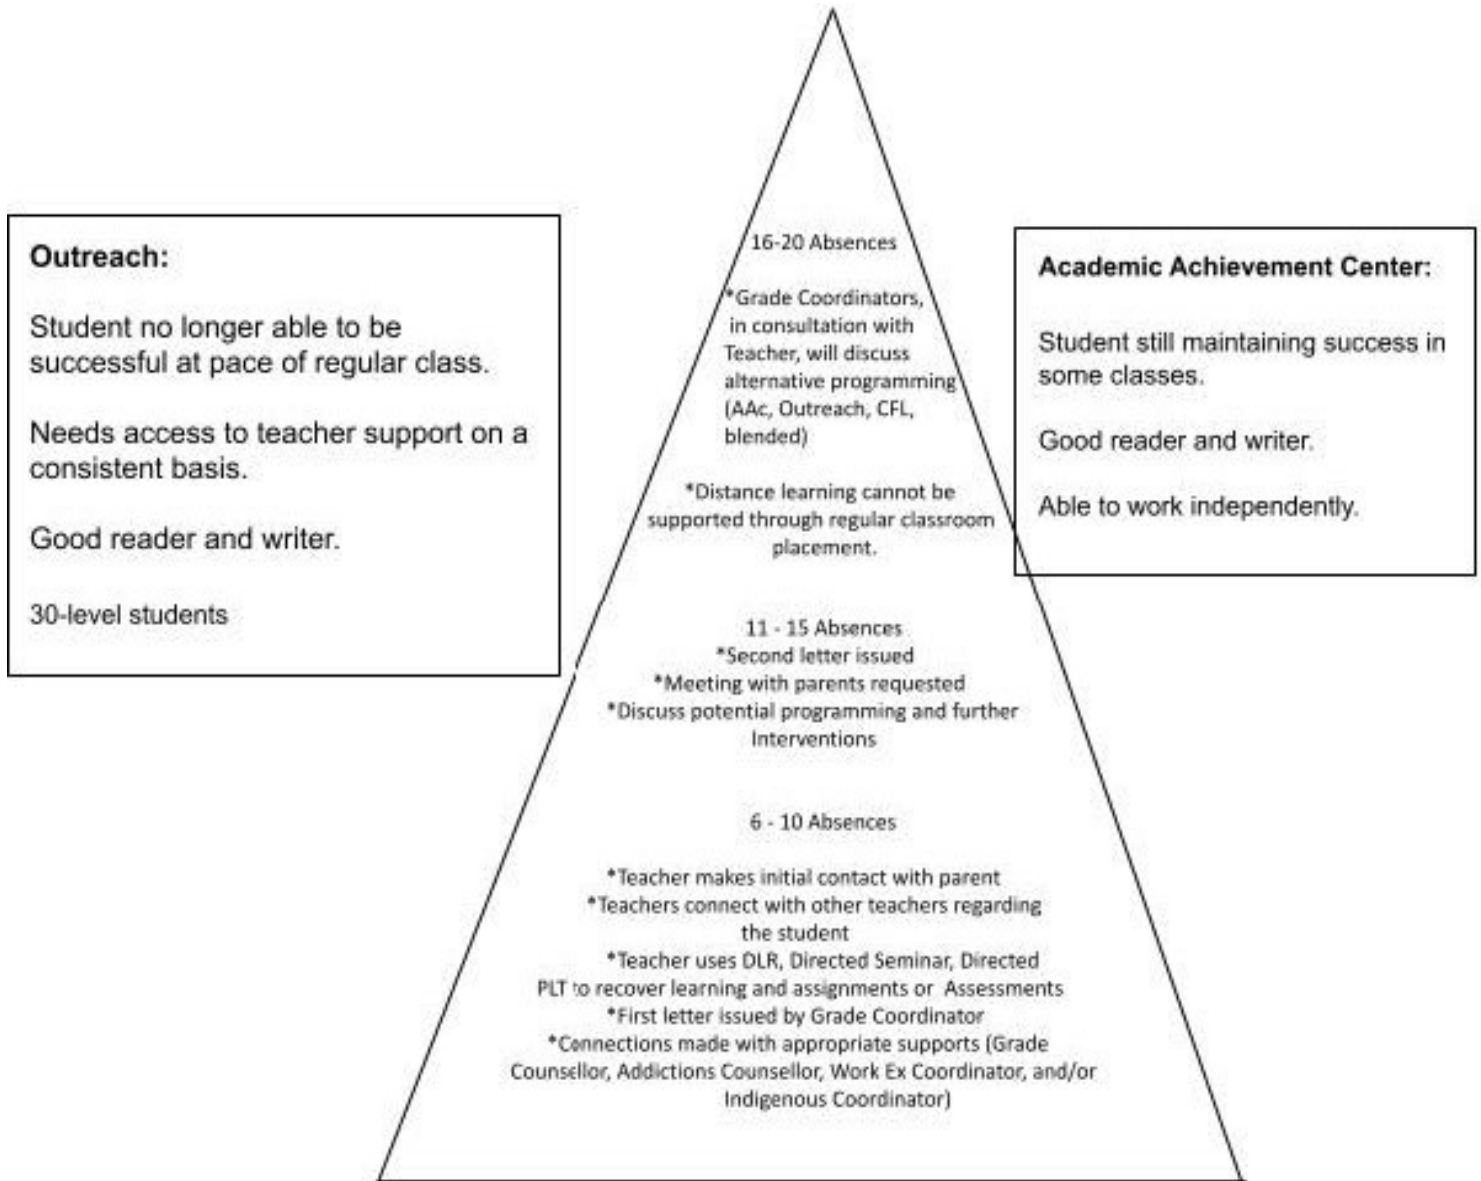 Outreach:
Student no longer able to be
successful at pace of regular class.
Needs access to teacher support on a
consistent basis.
Good reader and writer.
30-level students
16-20 Absences
*Grade Coordinators,
in consultation with
Teacher, will discuss
alternative programming
(AAc, Outreach, CFL,
blended)
*Distance learning cannot be
supported through regular classroom
placement.
11 - 15 Absences
*Second letter issued
*Meeting with parents requested
*Discuss potential programming and further
Interventions
6 - 10 Absences
*Teacher makes initial contact with parent
*Teachers connect with other teachers regarding
the student
*Teacher uses DLR, Directed Seminar, Directed
PLT to recover learning and assignments or Assessments
*First letter issued by Grade Coordinator
*Connections made with appropriate supports (Grade
Counsellor, Addictions Counsellor, Work Ex Coordinator, and/or
Indigenous Coordinator)
Academic Achievement Center:
Student still maintaining success in
some classes.
Good reader and writer.
Able to work independently.